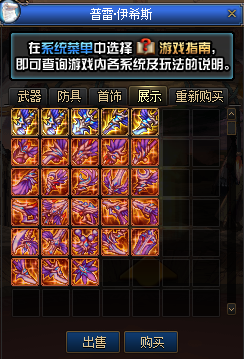 普雷·伊希斯
在系统菜单中选择 游戏指南,
即可查询游戏内各系统及玩法的说明。
武器 防具 首饰 展示 重新购买
出售 购买